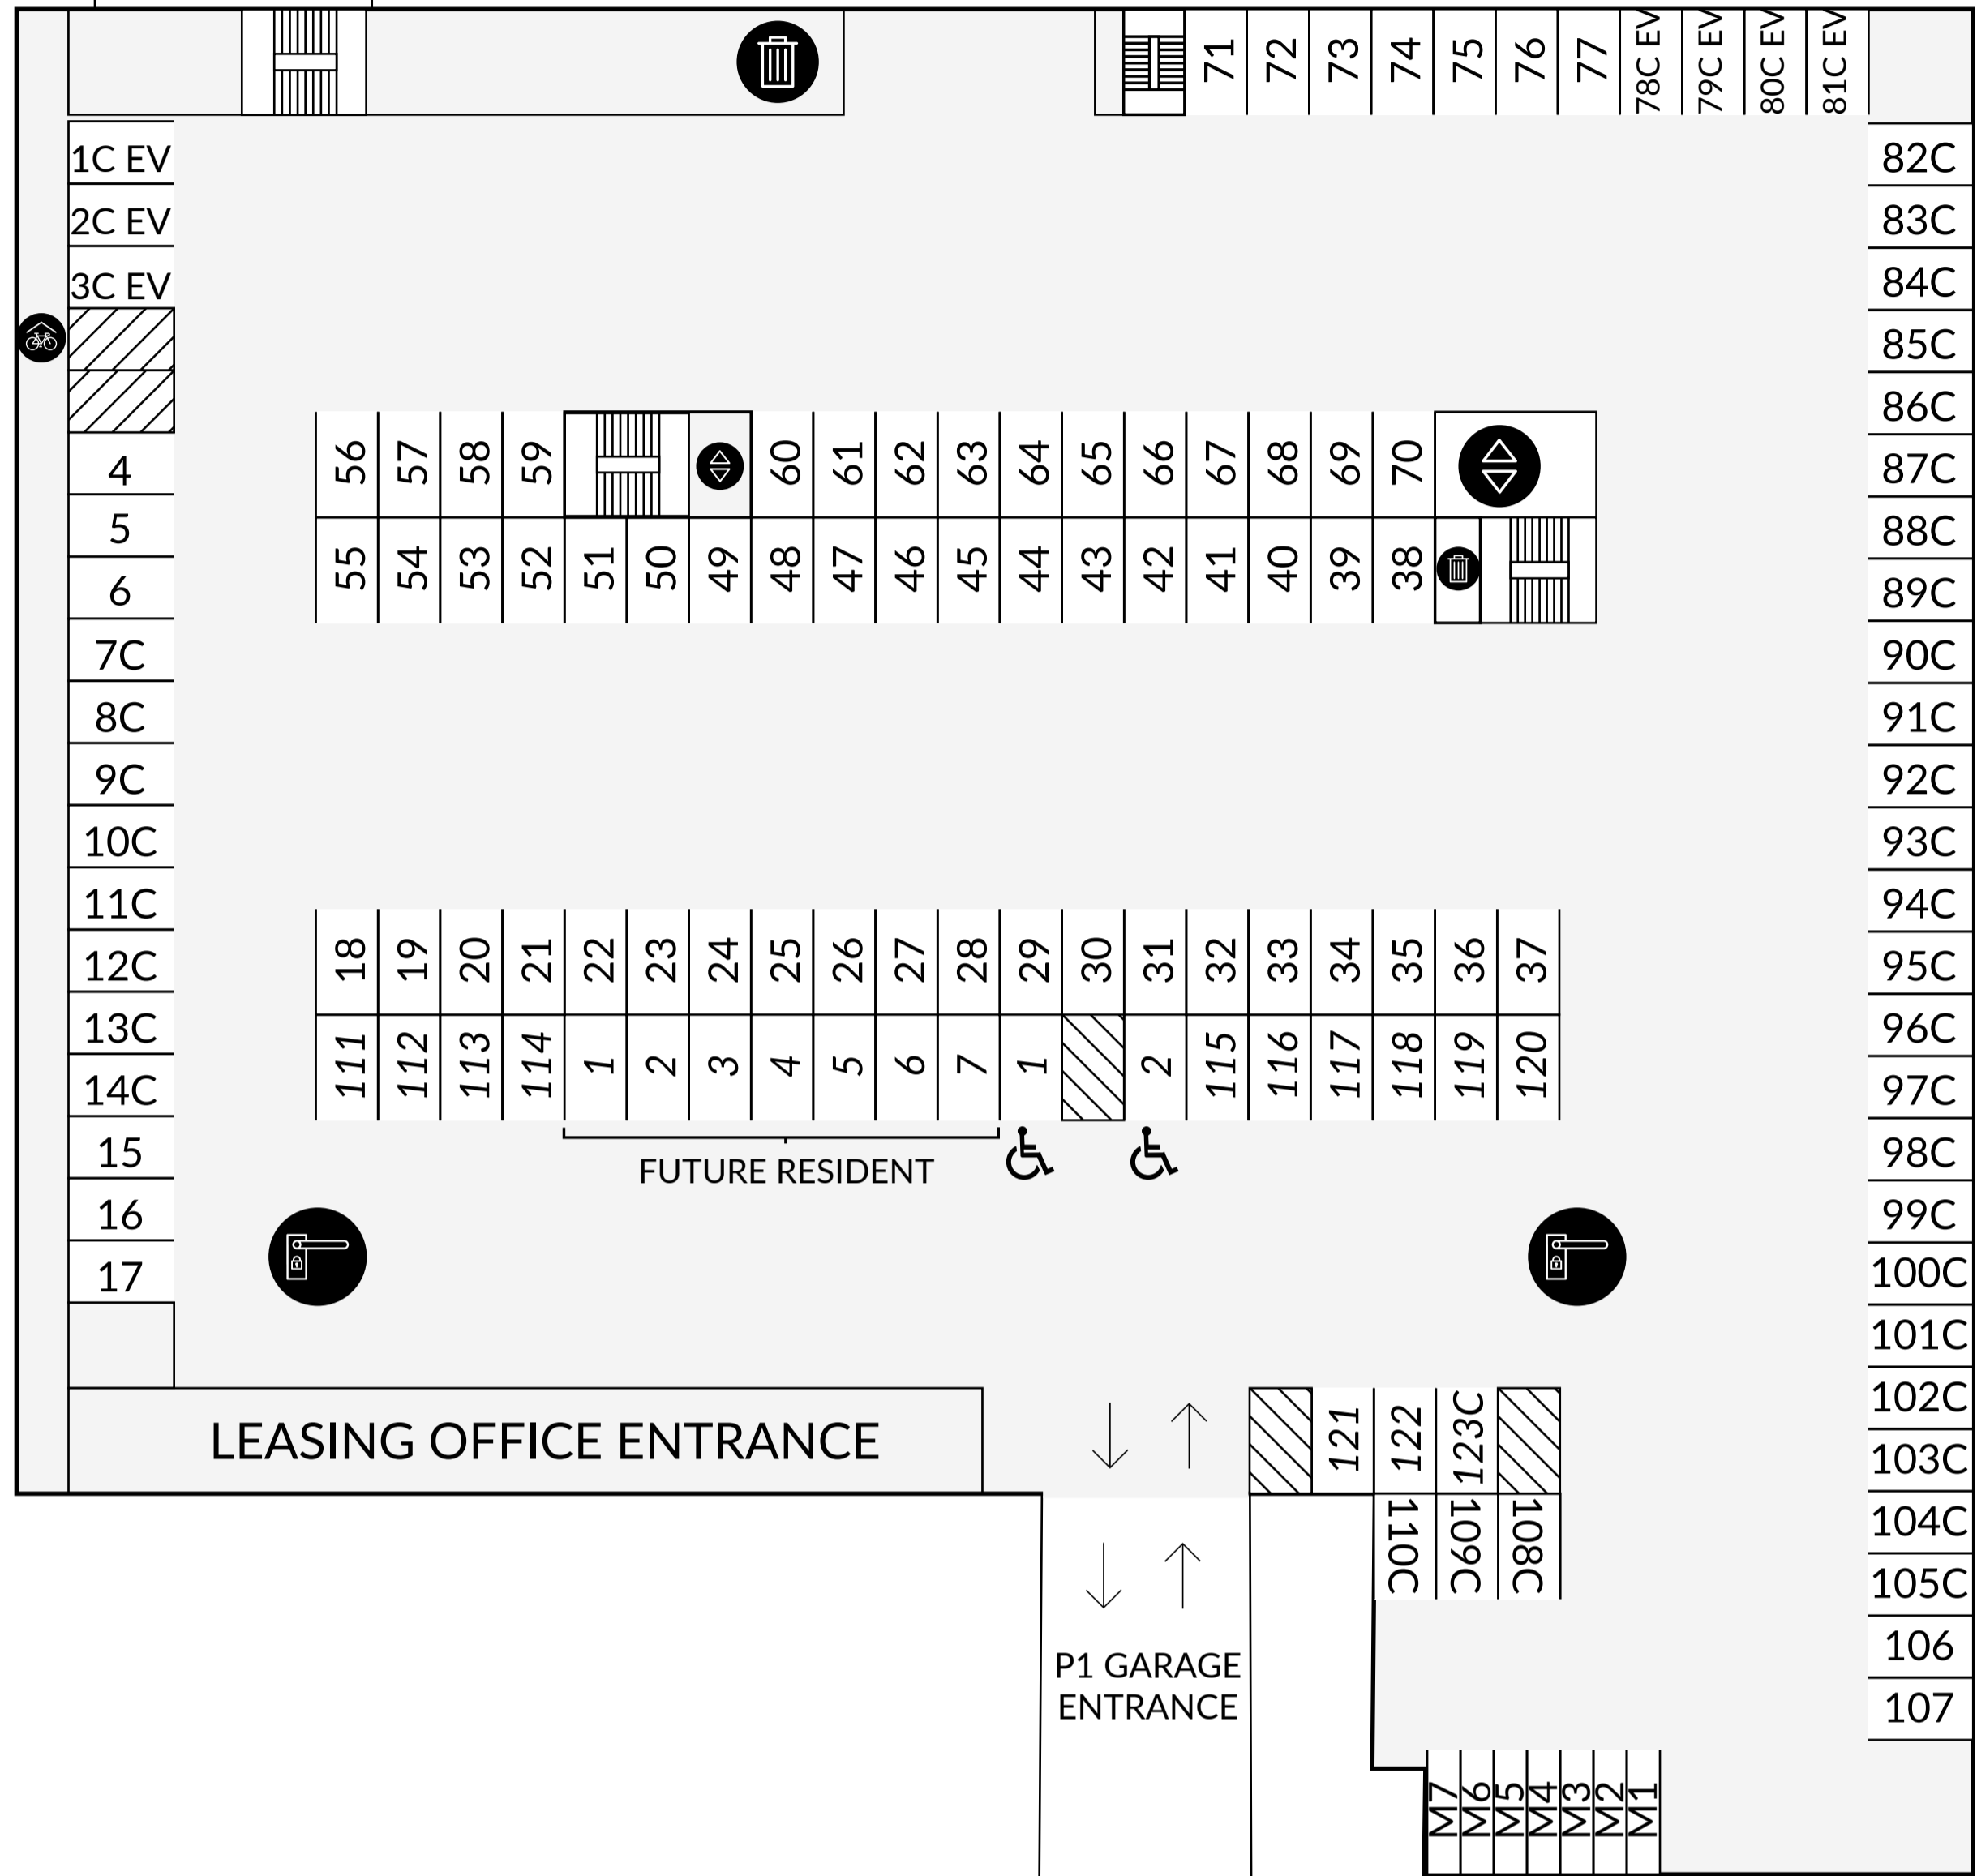 71 72 73 74 75 76 77 78C EV 79C EV 80C EV 81C EV
1C EV
2C EV
3C EV
4
5
6
7C
8C
9C
10C
11C
12C
13C
14C
15
16
17
56 57 58 59 60 61 62 63 64 65 66 67 68 69 70
55 54 53 52 51 50 49 48 47 46 45 44 43 42 41 40 39 38
18 19 20 21 22 23 24 25 26 27 28 29 30 31 32 33 34 35 36 37
111 112 113 114 1 2 3 4 5 6 7 1 2 115 116 117 118 119 120
FUTURE RESIDENT
82C
83C
84C
85C
86C
87C
88C
89C
90C
91C
92C
93C
94C
95C
96C
97C
98C
99C
100C
101C
102C
103C
104C
105C
106
107
LEASING OFFICE ENTRANCE
121 122 123C
110C 109C 108C
P1 GARAGE
ENTRANCE
M7 M6 M5 M4 M3 M2 M1